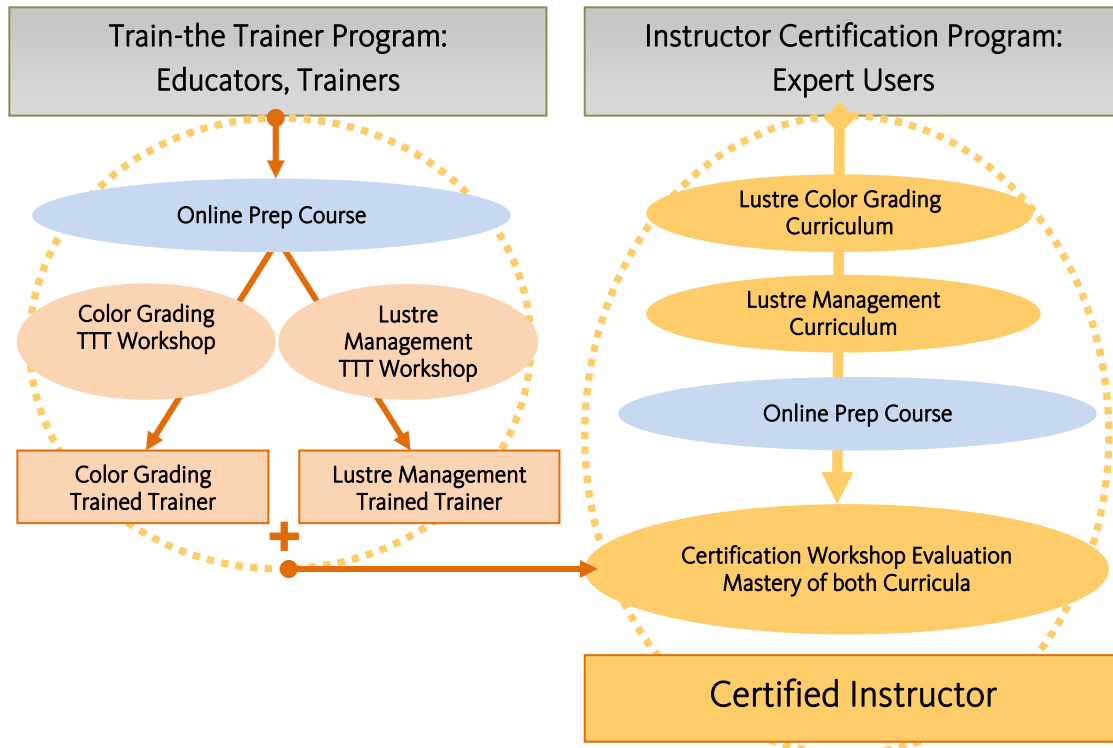 Train-the Trainer Program:
Educators, Trainers
Online Prep Course
Color Grading
TTT Workshop
Lustre
Management
TTT Workshop
Color Grading
Trained Trainer
Lustre Management
Trained Trainer
+
Instructor Certification Program:
Expert Users
Lustre Color Grading
Curriculum
Lustre Management
Curriculum
Online Prep Course
Certification Workshop Evaluation
Mastery of both Curricula
Certified Instructor